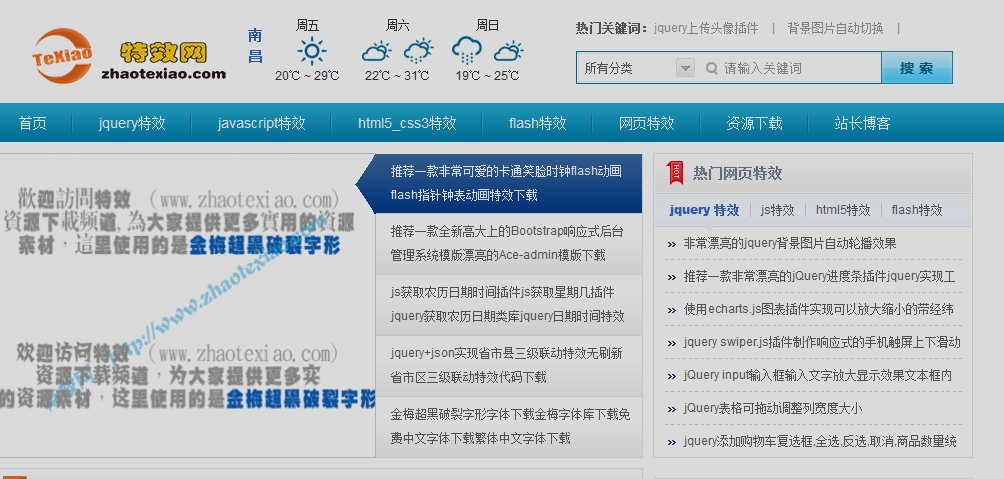 TeXiao
特效网
zhaotexiao.com
南
昌
周五
周六
周日
20℃ ~ 29℃
22℃ ~ 31℃
19℃ ~ 25℃
热门关键词： jquery上传头像插件 | 背景图片自动切换 |
所有分类
请输入关键词
搜 索
首页
jquery特效
javascript特效
html5_css3特效
flash特效
网页特效
资源下载
站长博客
歡迎訪問特效 (www.zhaotexiao.com)
資源下載频道,為大家提供更多實用的資源
素材，這里使用的是金梅超黑破裂字形
http://www.zhaotexiao.com
欢迎访问特效 (www.zhaotexiao.com)
资源下载频道，为大家提供更多实
的资源素材，这里使用的是金梅超黑破裂字形
推荐一款非常可爱的卡通笑脸时钟flash动画
flash指针钟表动画特效下载
推荐一款全新高大上的Bootstrap响应式后台
管理系统模版漂亮的Ace-admin模版下载
js获取农历日期时间插件js获取星期几插件
jquery获取农历日期类库jquery日期时间特效
jquery+json实现省市县三级联动特效无刷新
省市区三级联动特效代码下载
金梅超黑破裂字形字体下载金梅字体库下载免
费中文字体下载繁体中文字体下载
HOT
热门网页特效
jquery 特效
js特效
html5特效
flash特效
» 非常漂亮的jquery背景图片自动轮播效果
» 推荐一款非常漂亮的jQuery进度条插件jquery实现工
» 使用echarts.js图表插件实现可以放大缩小的带经纬
» jquery swiper.js插件制作响应式的手机触屏上下滑动
» jQuery input输入框输入文字放大显示效果文本框内
» jQuery表格可拖动调整列宽度大小
» jquery添加购物车复选框,全选,反选,取消,商品数量统